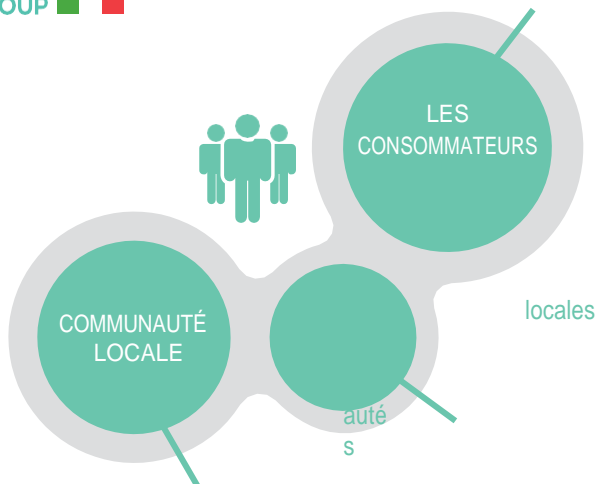 OUP
LES
CONSOMMATEURS
COMMUNAUTÉ
LOCALE
locales
auté
s